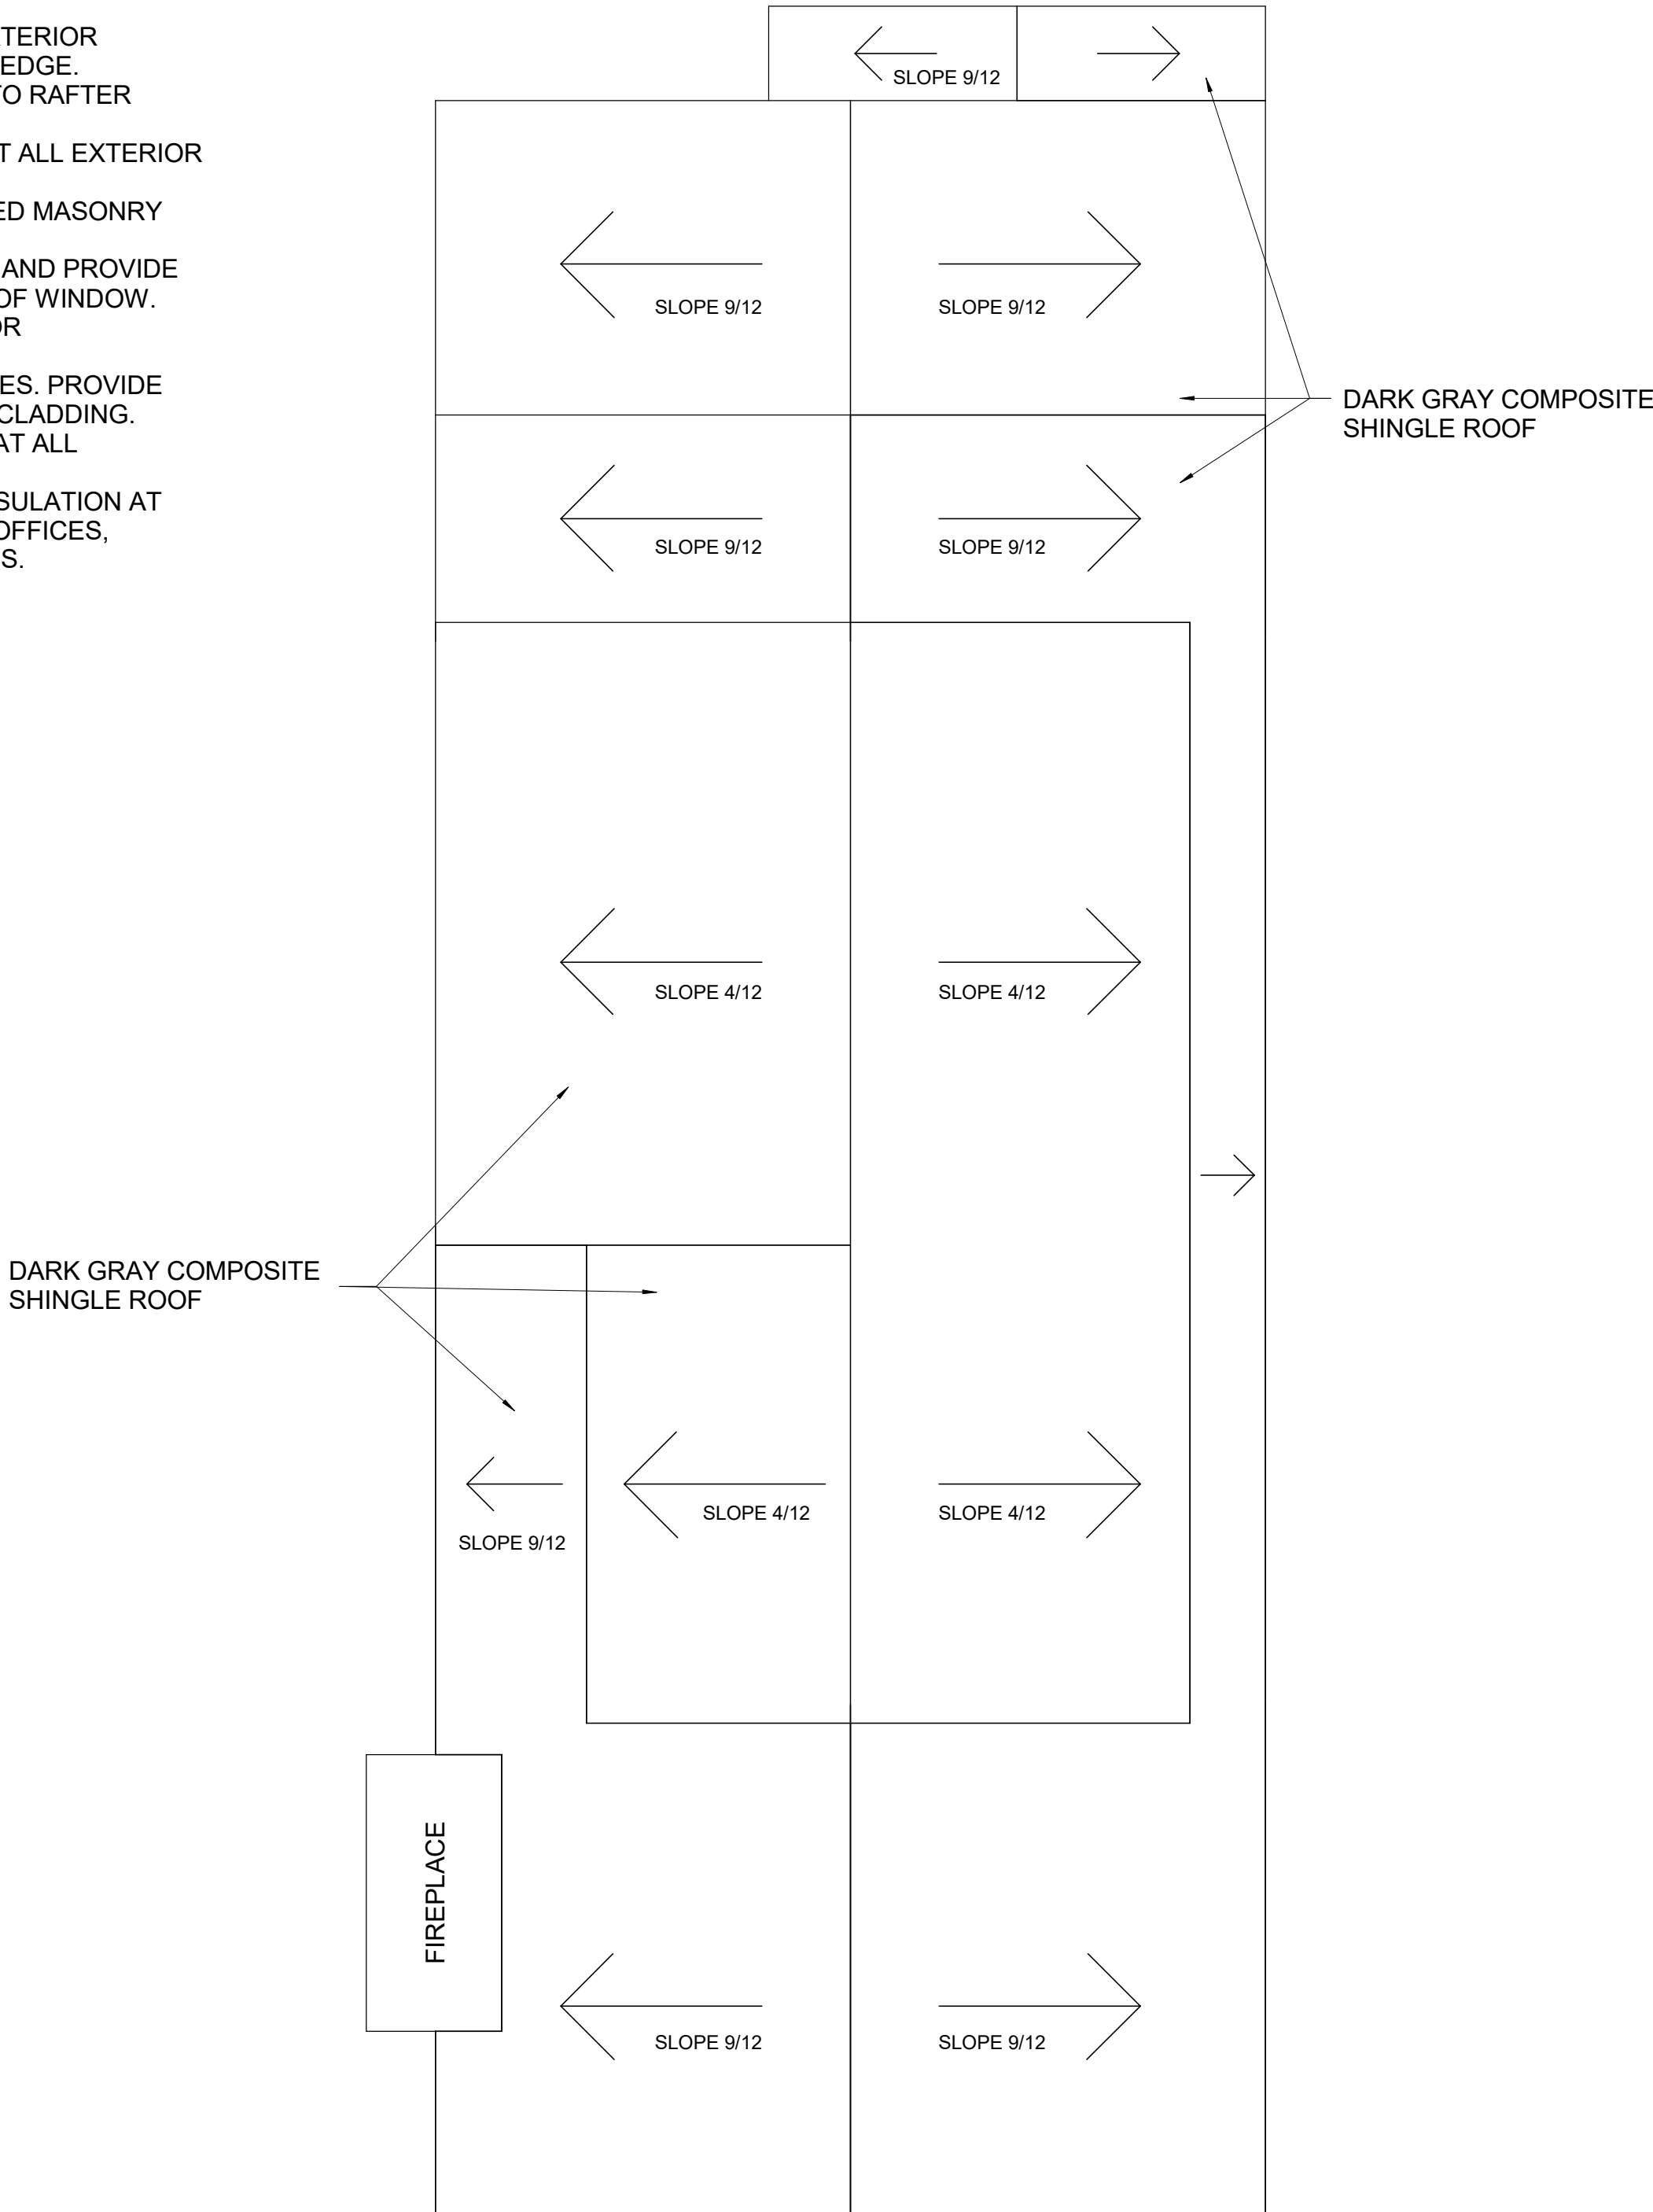 TERIOR
EDGE.
TO RAFTER
T ALL EXTERIOR
ED MASONRY
AND PROVIDE
OF WINDOW.
OR
ES. PROVIDE
CLADDING.
AT ALL
SULATION AT
OFFICES,
S.
SLOPE 9/12
SLOPE 9/12
SLOPE 9/12
DARK GRAY COMPOSITE
SHINGLE ROOF
SLOPE 9/12
SLOPE 9/12
SLOPE 4/12
SLOPE 4/12
DARK GRAY COMPOSITE
SHINGLE ROOF
SLOPE 4/12
SLOPE 4/12
SLOPE 9/12
FIREPLACE
SLOPE 9/12
SLOPE 9/12